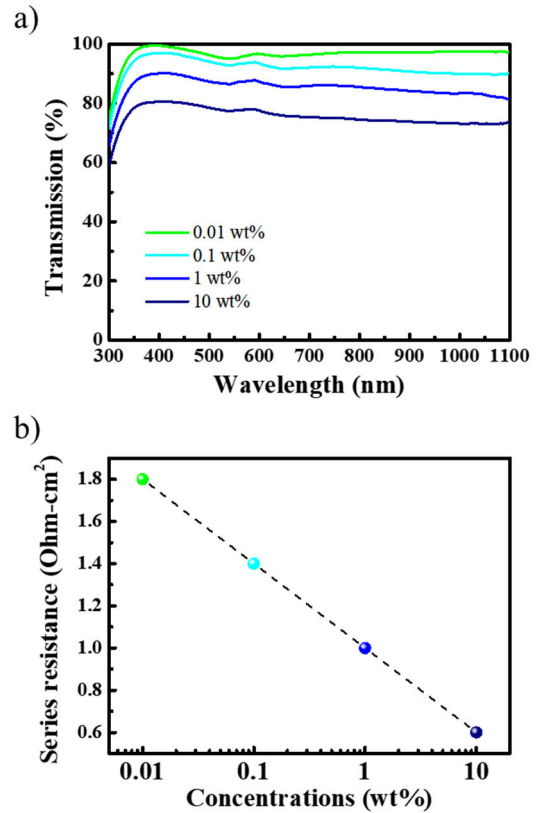 a)
100
80
60
40
20
0
Transmission (%)
0.01 wt%
0.1 wt%
1 wt%
10 wt%
300 400 500 600 700 800 900 1000 1100
Wavelength (nm)
b)
1.8
1.6
1.4
1.2
1.0
0.8
0.6
Series resistance (Ohm-cm²)
0.01 0.1 1 10
Concentrations (wt%)